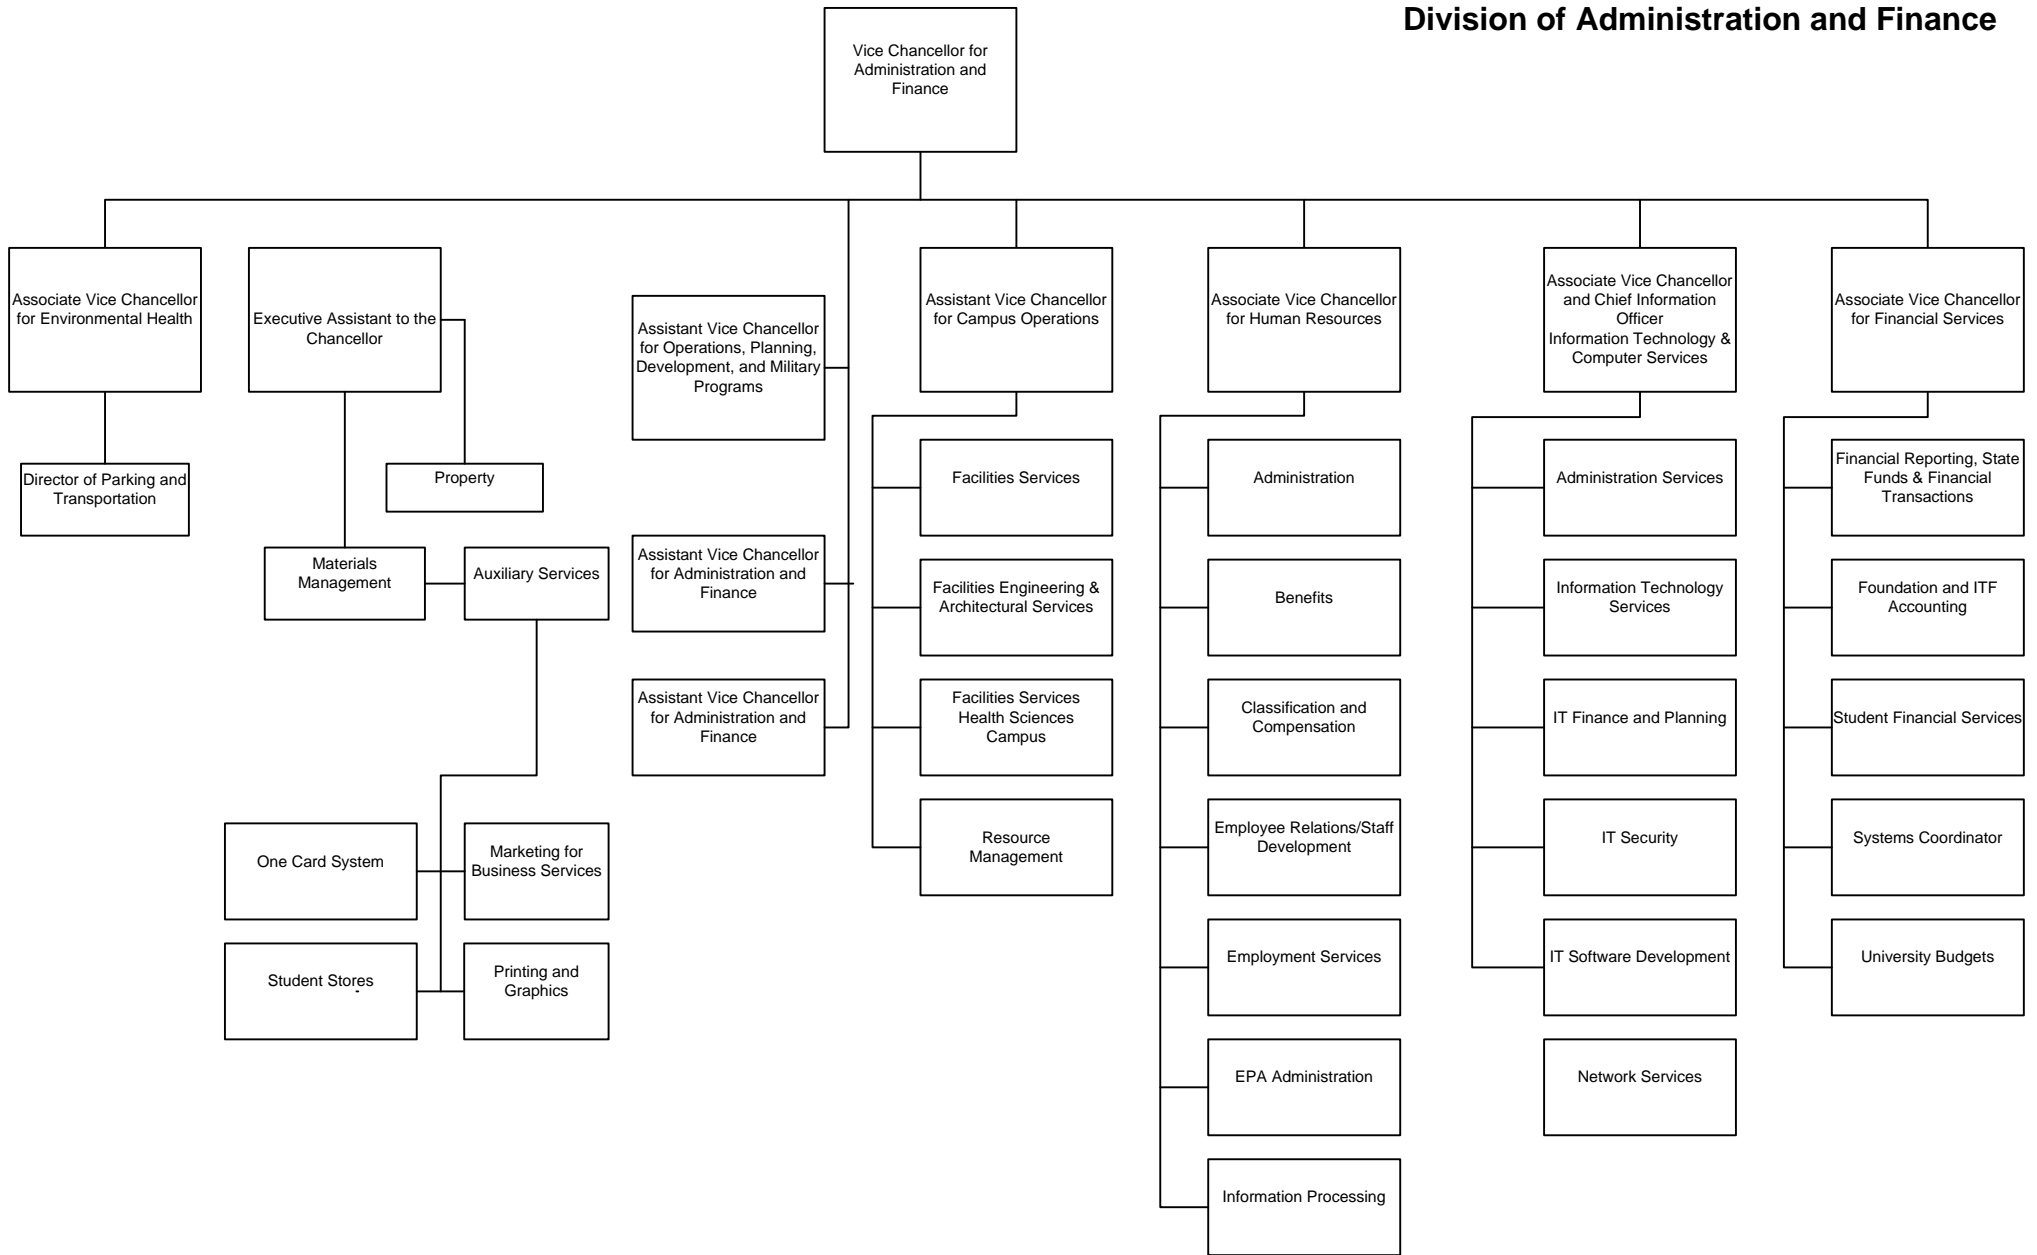 Division of Administration and Finance
Vice Chancellor for
Administration and
Finance
Associate Vice Chancellor
for Environmental Health
Director of Parking and
Transportation
Executive Assistant to the
Chancellor
Property
Materials
Management
Auxiliary Services
One Card System
Marketing for
Business Services
Student Stores
Printing and
Graphics
Assistant Vice Chancellor
for Operations, Planning,
Development, and Military
Programs
Assistant Vice Chancellor
for Administration and
Finance
Assistant Vice Chancellor
for Administration and
Finance
Assistant Vice Chancellor
for Campus Operations
Facilities Services
Facilities Engineering &
Architectural Services
Facilities Services
Health Sciences
Campus
Resource
Management
Associate Vice Chancellor
for Human Resources
Administration
Benefits
Classification and
Compensation
Employee Relations/Staff
Development
Employment Services
EPA Administration
Information Processing
Associate Vice Chancellor
and Chief Information
Officer
Information Technology &
Computer Services
Administration Services
Information Technology
Services
IT Finance and Planning
IT Security
IT Software Development
Network Services
Associate Vice Chancellor
for Financial Services
Financial Reporting, State
Funds & Financial
Transactions
Foundation and ITF
Accounting
Student Financial Services
Systems Coordinator
University Budgets